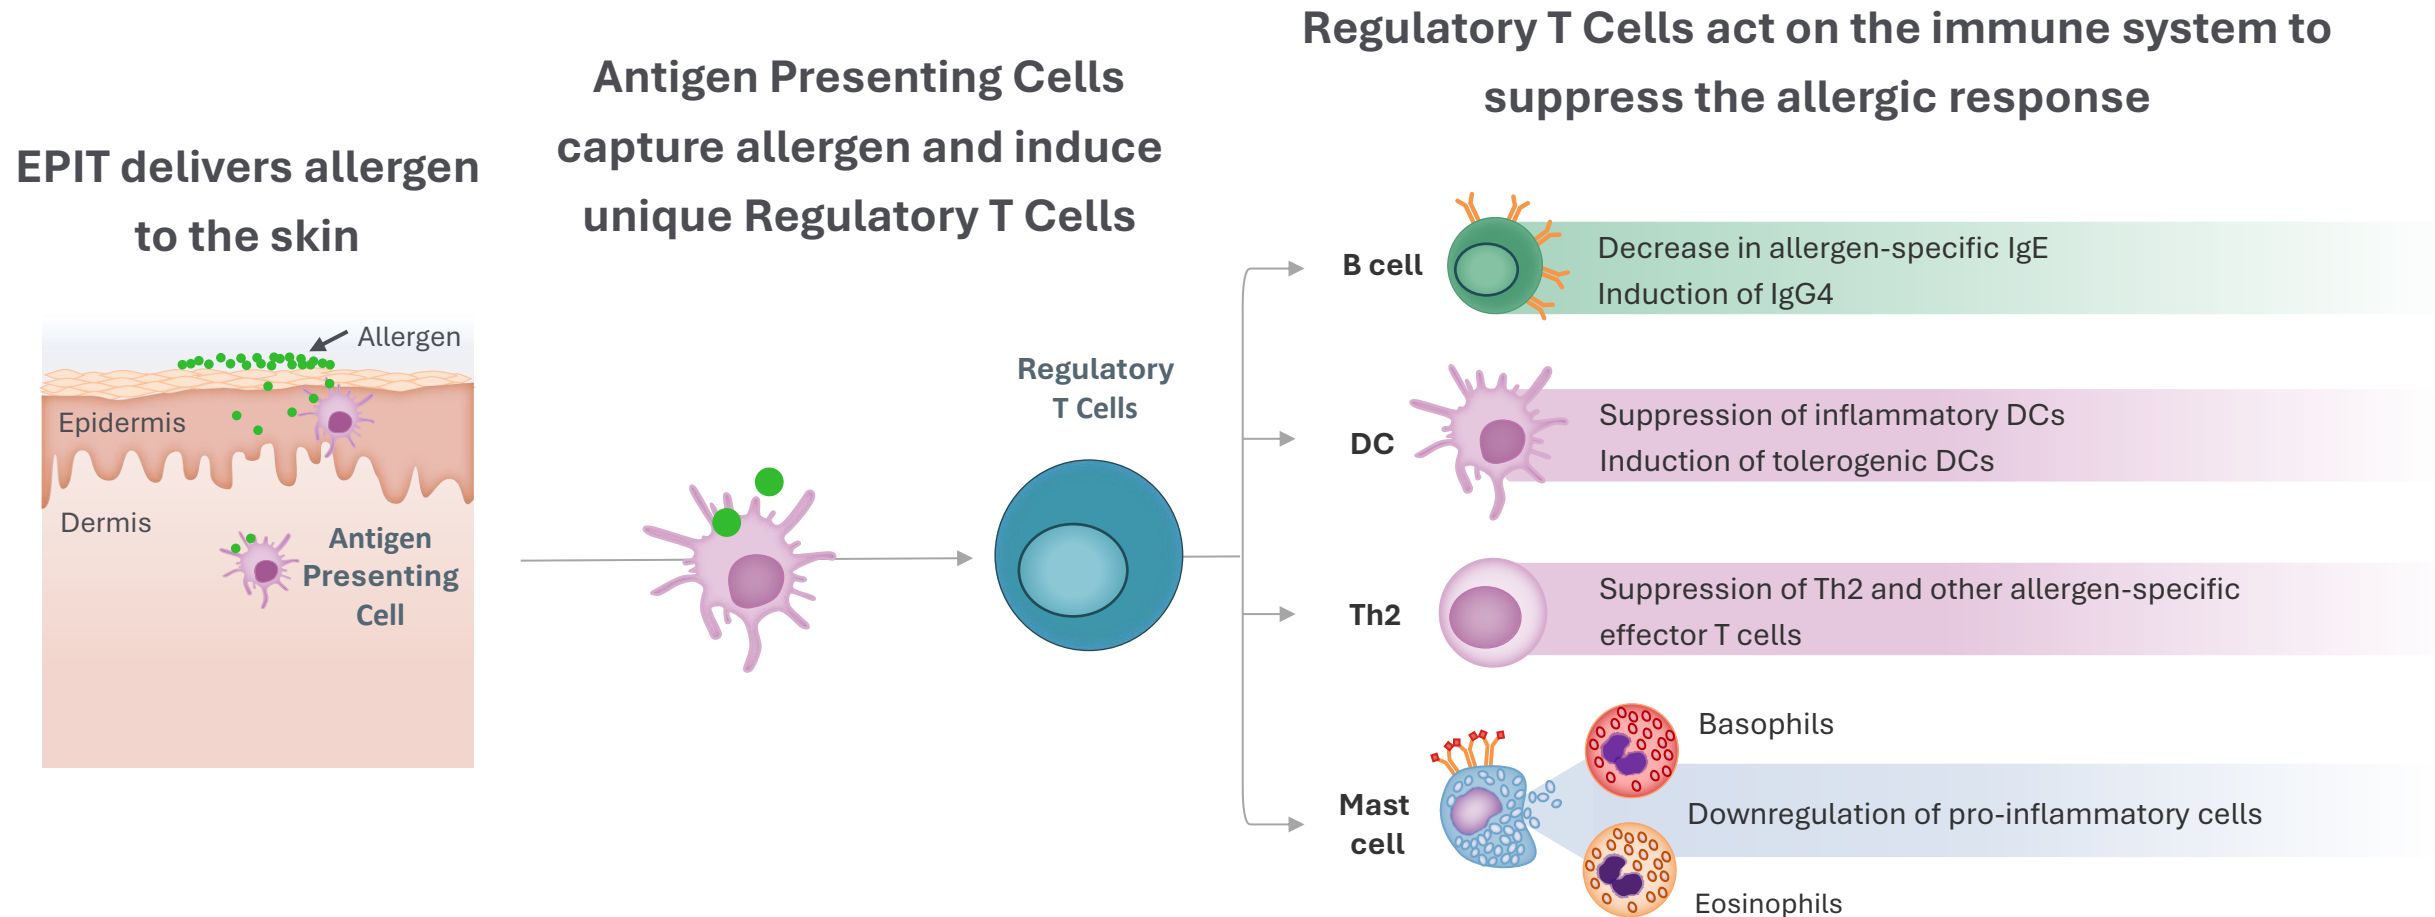 EPIT delivers allergen
to the skin
Allergen
Epidermis
Dermis
Antigen
Presenting
Cell
Antigen Presenting Cells
capture allergen and induce
unique Regulatory T Cells
Regulatory
T Cells
Regulatory T Cells act on the immune system to
suppress the allergic response
B cell
Decrease in allergen-specific IgE
Induction of IgG4
DC
Suppression of inflammatory DCs
Induction of tolerogenic DCs
Th2
Suppression of Th2 and other allergen-specific
effector T cells
Mast
cell
Basophils
Downregulation of pro-inflammatory cells
Eosinophils